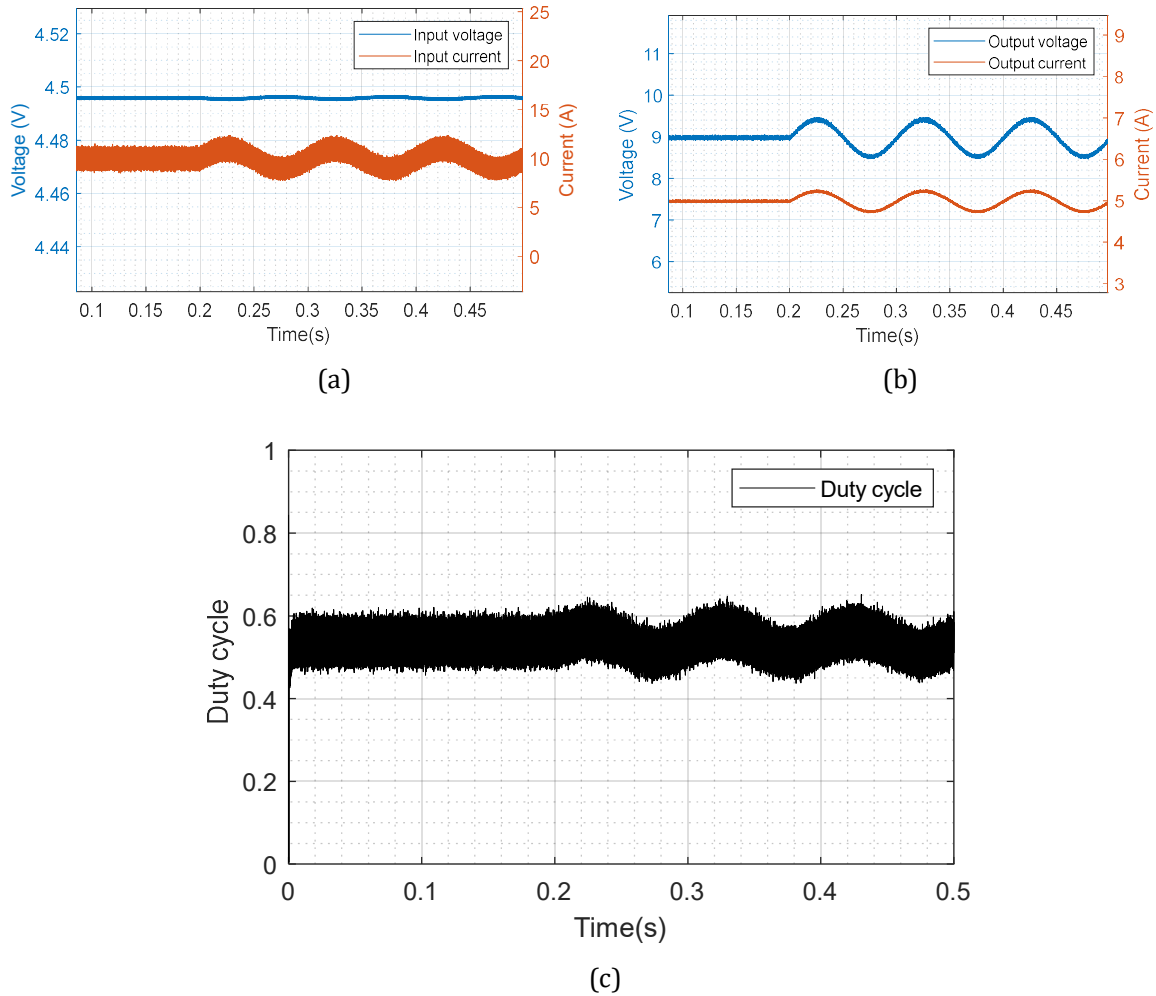 Input voltage
Input current
4.52
4.5
4.48
4.46
4.44
Voltage (V)
25
20
15
10
5
0
Current (A)
0.1 0.15 0.2 0.25 0.3 0.35 0.4 0.45
Time(s)
(a)
Output voltage
Output current
11
10
9
8
7
6
Voltage (V)
9
8
7
6
5
4
3
Current (A)
0.1 0.15 0.2 0.25 0.3 0.35 0.4 0.45
Time(s)
(b)
Duty cycle
1
0.8
0.6
0.4
0.2
0
Duty cycle
0 0.1 0.2 0.3 0.4 0.5
Time(s)
(c)